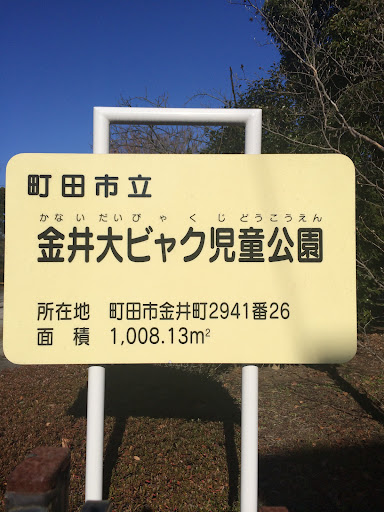 町田市立
かないだいびゃくじどうこうえん
金井大ビャク児童公園
所在地 町田市金井町2941番26
面積 1,008.13m²